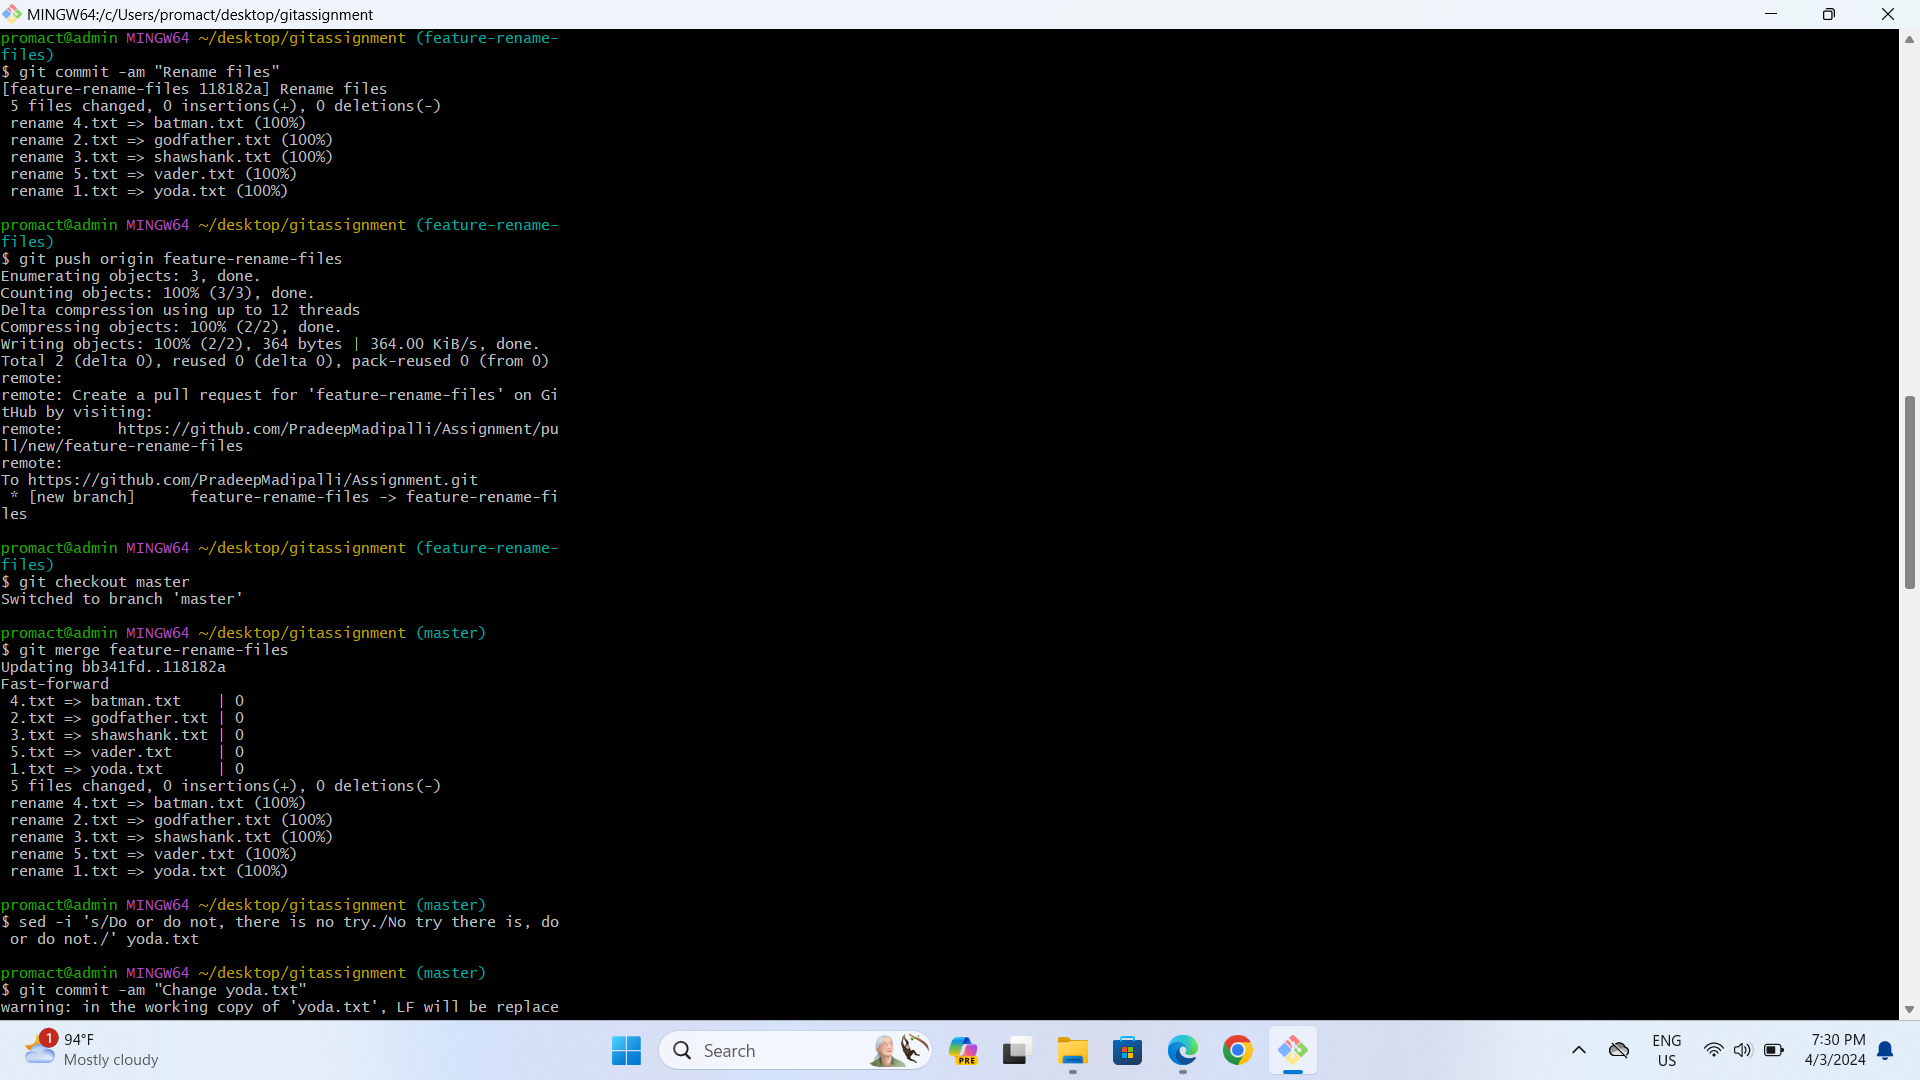 MINGW64:/c/Users/promact/desktop/gitassignment
promact@admin MINGW64 ~/desktop/gitassignment (feature-rename-
files)
$ git commit -am "Rename files"
[feature-rename-files 118182a] Rename files
 5 files changed, 0 insertions(+), 0 deletions(-)
 rename 4.txt => batman.txt (100%)
 rename 2.txt => godfather.txt (100%)
 rename 3.txt => shawshank.txt (100%)
 rename 5.txt => vader.txt (100%)
 rename 1.txt => yoda.txt (100%)
promact@admin MINGW64 ~/desktop/gitassignment (feature-rename-
files)
$ git push origin feature-rename-files
Enumerating objects: 3, done.
Counting objects: 100% (3/3), done.
Delta compression using up to 12 threads
Compressing objects: 100% (2/2), done.
Writing objects: 100% (2/2), 364 bytes | 364.00 KiB/s, done.
Total 2 (delta 0), reused 0 (delta 0), pack-reused 0 (from 0)
remote:
remote: Create a pull request for 'feature-rename-files' on Gi
tHub by visiting:
remote:      https://github.com/PradeepMadipalli/Assignment/pu
ll/new/feature-rename-files
remote:
To https://github.com/PradeepMadipalli/Assignment.git
 * [new branch]      feature-rename-files -> feature-rename-fi
les
promact@admin MINGW64 ~/desktop/gitassignment (feature-rename-
files)
$ git checkout master
Switched to branch 'master'
promact@admin MINGW64 ~/desktop/gitassignment (master)
$ git merge feature-rename-files
Updating bb341fd..118182a
Fast-forward
 4.txt => batman.txt    | 0
 2.txt => godfather.txt | 0
 3.txt => shawshank.txt | 0
 5.txt => vader.txt     | 0
 1.txt => yoda.txt      | 0
 5 files changed, 0 insertions(+), 0 deletions(-)
 rename 4.txt => batman.txt (100%)
 rename 2.txt => godfather.txt (100%)
 rename 3.txt => shawshank.txt (100%)
 rename 5.txt => vader.txt (100%)
 rename 1.txt => yoda.txt (100%)
promact@admin MINGW64 ~/desktop/gitassignment (master)
$ sed -i 's/Do or do not, there is no try./No try there is, do
 or do not./' yoda.txt
promact@admin MINGW64 ~/desktop/gitassignment (master)
$ git commit -am "Change yoda.txt"
warning: in the working copy of 'yoda.txt', LF will be replace
1
94°F
Mostly cloudy
Search
PRE
ENG
US
7:30 PM
4/3/2024